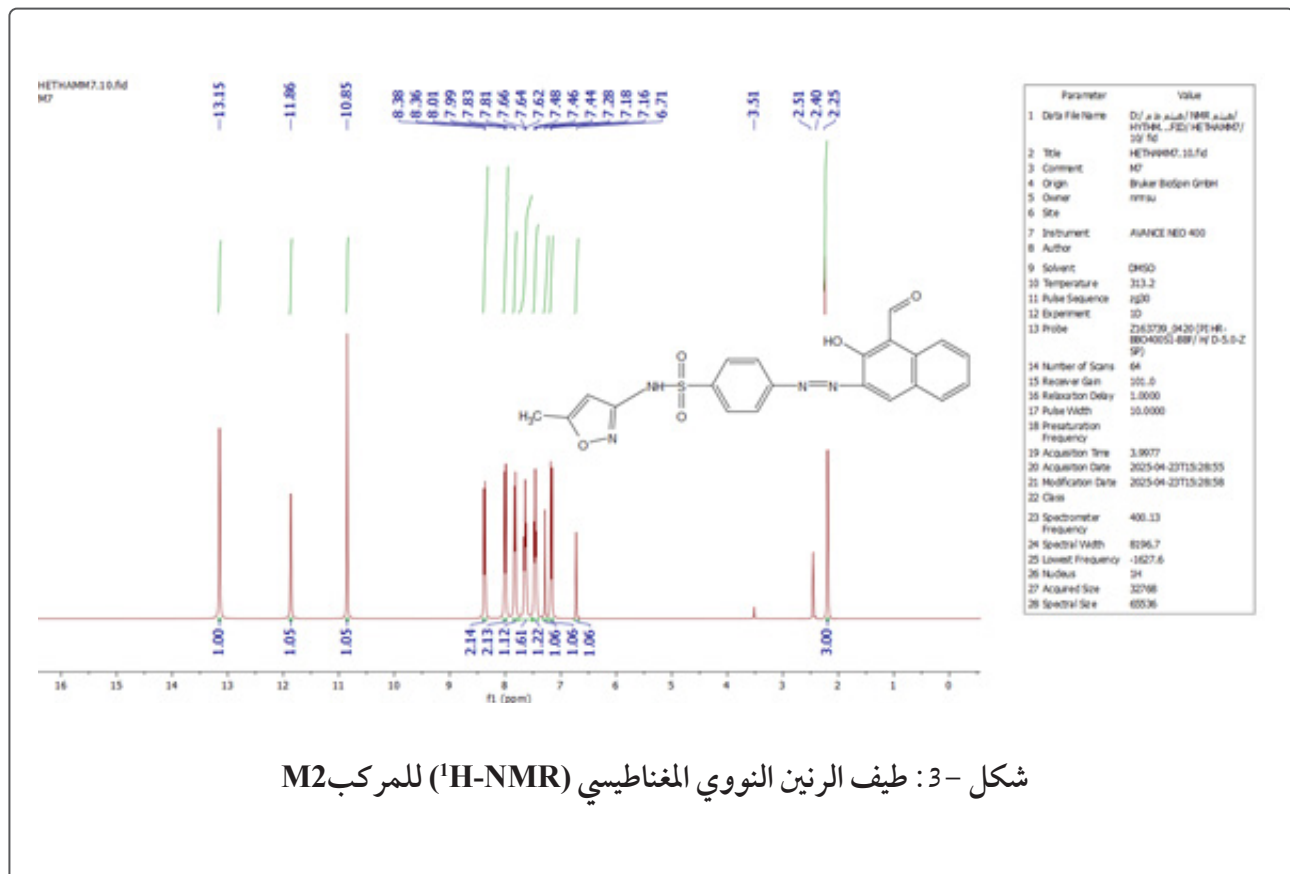 HETHAMM7.10.fid
M7
13.15
11.86
10.85
8.38
8.36
8.01
7.99
7.83
7.81
7.66
7.64
7.62
7.48
7.46
7.44
7.28
7.18
7.16
6.71
3.51
2.51
2.40
2.25
O
HO
O
NH
S
O
N
N
H₃C
O
N
1.00
1.05
1.05
2.14
2.13
1.12
1.61
1.22
1.06
1.06
1.06
3.00
16 15 14 13 12 11 10 9 8 7 6 5 4 3 2 1 0
f1 (ppm)
Parameter Value
1 Data File Name
HETHAMM7/
10/ fid
2 Title HETHAMM7.10.fid
3 Comment M7
4 Origin Bruker BioSpin GmbH
5 Owner nmrsu
6 Site
7 Instrument AVANCE NEO 400
8 Author
9 Solvent DMSO
10 Temperature 313.2
11 Pulse Sequence zg30
12 Experiment 1D
13 Probe
14 Number of Scans 64
15 Receiver Gain 101.0
16 Relaxation Delay 1.0000
17 Pulse Width 10.0000
18 Presaturation
Frequency
19 Acquisition Time 3.9977
20 Acquisition Date 2025-04-23T15:28:55
21 Modification Date 2025-04-23T15:28:58
22 Class
23 Spectrometer 400.13
Frequency
24 Spectral Width 8196.7
25 Lowest Frequency -1627.6
26 Nucleus 1H
27 Acquired Size 32768
28 Spectral Size 65536
شكل -3: طيف الرنين النووي المغناطيسي (¹H-NMR) للمركبM2